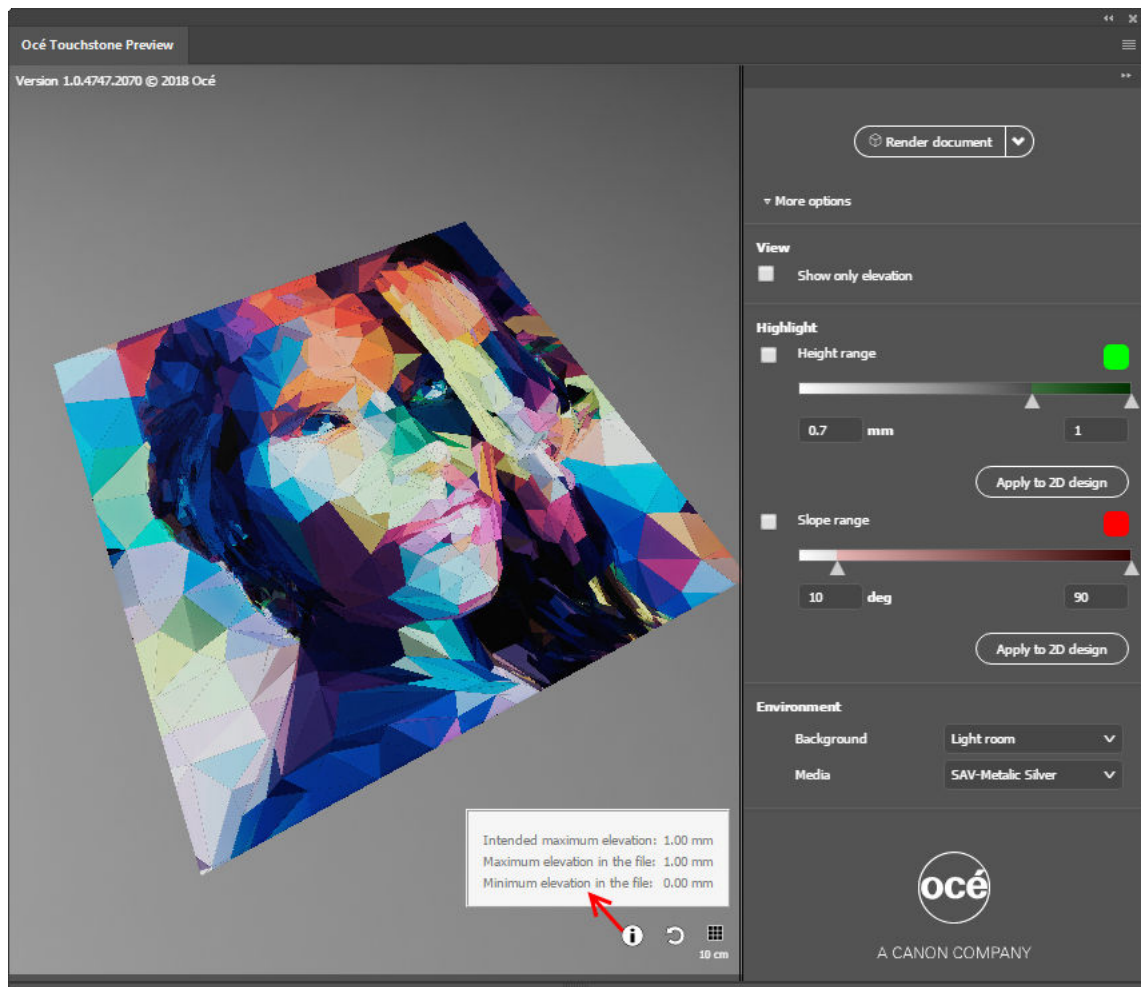 Océ Touchstone Preview
Version 1.0.4747.2070 © 2018 Océ
Render document
More options
View
Show only elevation
Highlight
Height range
0.7 mm 1
Apply to 2D design
Slope range
10 deg 90
Apply to 2D design
Environment
Background Light room
Media SAV-Metalic Silver
Intended maximum elevation: 1.00 mm
Maximum elevation in the file: 1.00 mm
Minimum elevation in the file: 0.00 mm
i
10 cm
océ
A CANON COMPANY